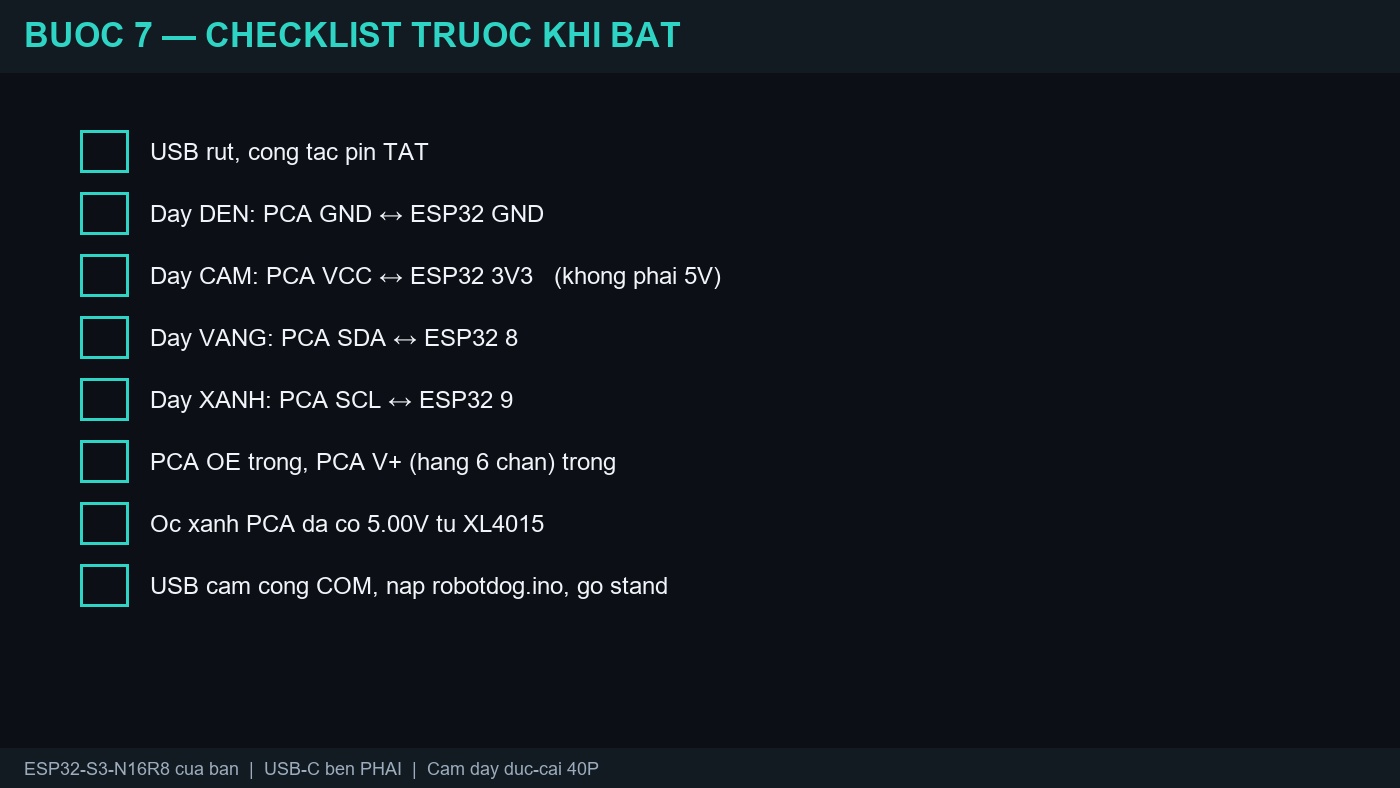 BUOC 7 — CHECKLIST TRUOC KHI BAT
USB rut, cong tac pin TAT
Day DEN: PCA GND ↔ ESP32 GND
Day CAM: PCA VCC ↔ ESP32 3V3   (khong phai 5V)
Day VANG: PCA SDA ↔ ESP32 8
Day XANH: PCA SCL ↔ ESP32 9
PCA OE trong, PCA V+ (hang 6 chan) trong
Oc xanh PCA da co 5.00V tu XL4015
USB cam cong COM, nap robotdog.ino, go stand
ESP32-S3-N16R8 cua ban | USB-C ben PHAI | Cam day duc-cai 40P